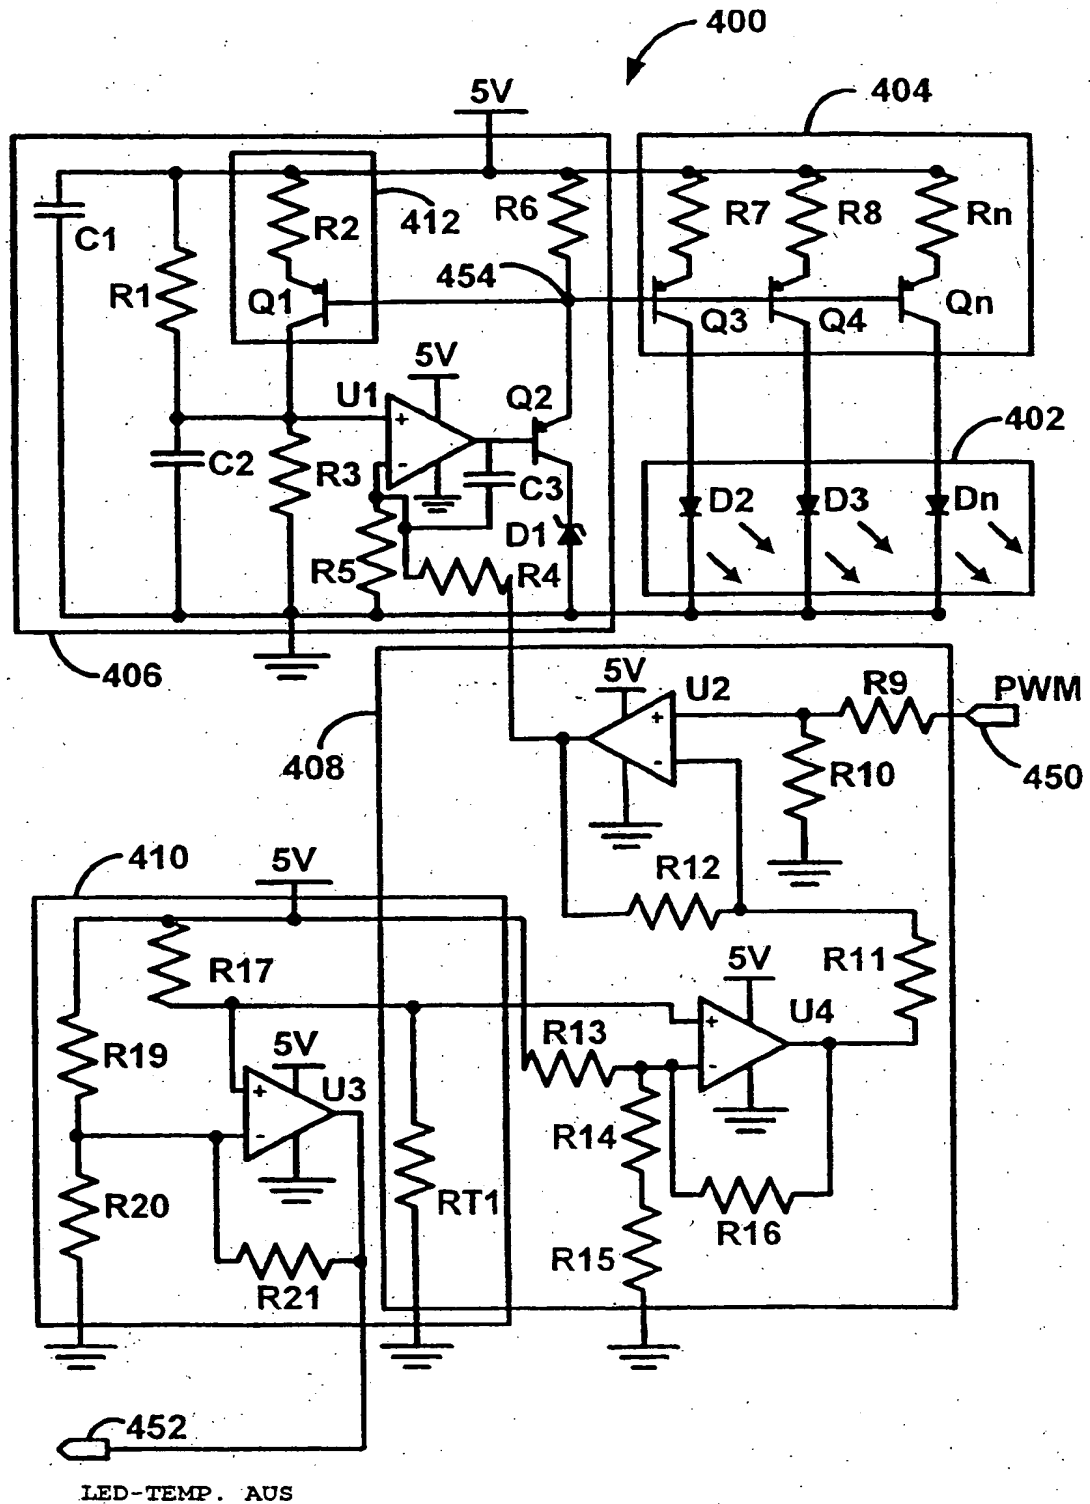 400
5V
404
R2
412
R6
R7
R8
Rn
C1
R1
Q1
454
Q3
Q4
Qn
5V
U1
Q2
402
+
-
C2
R3
C3
D1
D2
D3
Dn
R5
R4
406
408
5V
U2
R9
PWM
+
-
R10
450
410
5V
R12
R17
5V
R11
U4
R13
+
-
R19
5V
U3
+
-
R14
R20
RT1
R16
R15
R21
452
LED-TEMP. AUS